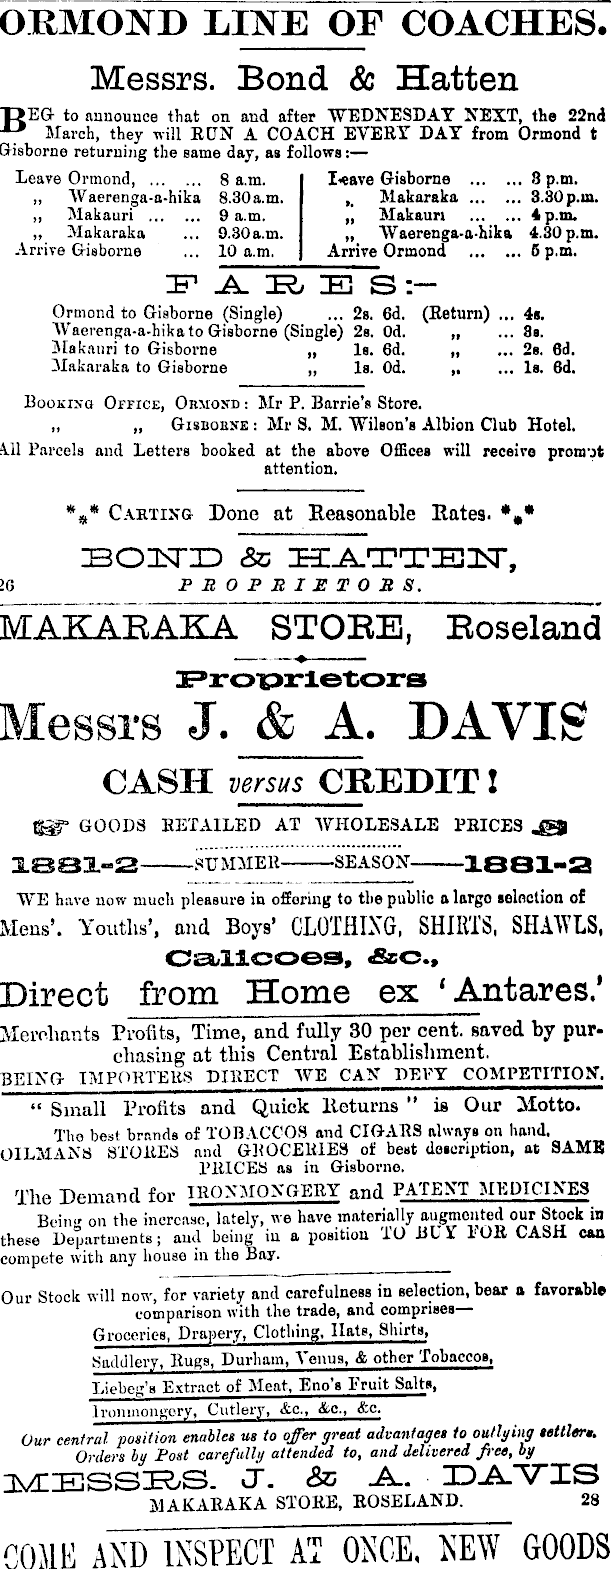 ORMOND LINE OF COACHES.
Messrs. Bond & Hatten
BEG to announce that on and after WEDNESDAY NEXT, the 22nd
March, they will RUN A COACH EVERY DAY from Ormond t
Gisborne returning the same day, as follows:—
Leave Ormond, ... ... 8 a.m.
„ Waerenga-a-hika 8.30 a.m.
„ Makauri ... ... 9 a.m.
„ Makaraka ... 9.30 a.m.
Arrive Gisborne ... 10 a.m.
Leave Gisborne ... ... 3 p.m.
„ Makaraka ... ... 3.30 p.m.
„ Makauri ... ... 4 p.m.
„ Waerenga-a-hika 4.30 p.m.
Arrive Ormond ... ... 5 p.m.
FARES:—
Ormond to Gisborne (Single) ... 2s. 6d. (Return) ... 4s.
Waerenga-a-hika to Gisborne (Single) 2s. 0d. „ ... 3s.
Makauri to Gisborne „ 1s. 6d. „ ... 2s. 6d.
Makaraka to Gisborne „ 1s. 0d. „ ... 1s. 6d.
BOOKING OFFICE, ORMOND: Mr P. Barrie's Store.
„ „ GISBORNE: Mr S. M. Wilson's Albion Club Hotel.
All Parcels and Letters booked at the above Offices will receive prompt
attention.
*** CARTING Done at Reasonable Rates. ***
BOND & HATTEN,
26 PROPRIETORS.
MAKARAKA STORE, Roseland
Proprietors
Messrs J. & A. DAVIS
CASH versus CREDIT!
GOODS RETAILED AT WHOLESALE PRICES
1881-2——SUMMER——SEASON——1881-2
WE have now much pleasure in offering to the public a large selection of
Mens'. Youths', and Boys' CLOTHING, SHIRTS, SHAWLS,
Calicoes, &c.,
Direct from Home ex 'Antares.'
Merchants Profits, Time, and fully 30 per cent. saved by pur-
chasing at this Central Establishment.
BEING IMPORTERS DIRECT WE CAN DEFY COMPETITION.
"Small Profits and Quick Returns" is Our Motto.
The best brands of TOBACCOS and CIGARS always on hand,
OILMANS STORES and GROCERIES of best description, at SAME
PRICES as in Gisborne.
The Demand for IRONMONGERY and PATENT MEDICINES
Being on the increase, lately, we have materially augmented our Stock in
these Departments; and being in a position TO BUY FOR CASH can
compete with any house in the Bay.
Our Stock will now, for variety and carefulness in selection, bear a favorable
comparison with the trade, and comprises—
Groceries, Drapery, Clothing, Hats, Shirts,
Saddlery, Rugs, Durham, Venus, & other Tobaccos,
Liebeg's Extract of Meat, Eno's Fruit Salts,
Ironmongery, Cutlery, &c., &c., &c.
Our central position enables us to offer great advantages to outlying settlers.
Orders by Post carefully attended to, and delivered free, by
MESSRS. J. & A. DAVIS
MAKARAKA STORE, ROSELAND. 28
COME AND INSPECT AT ONCE, NEW GOODS